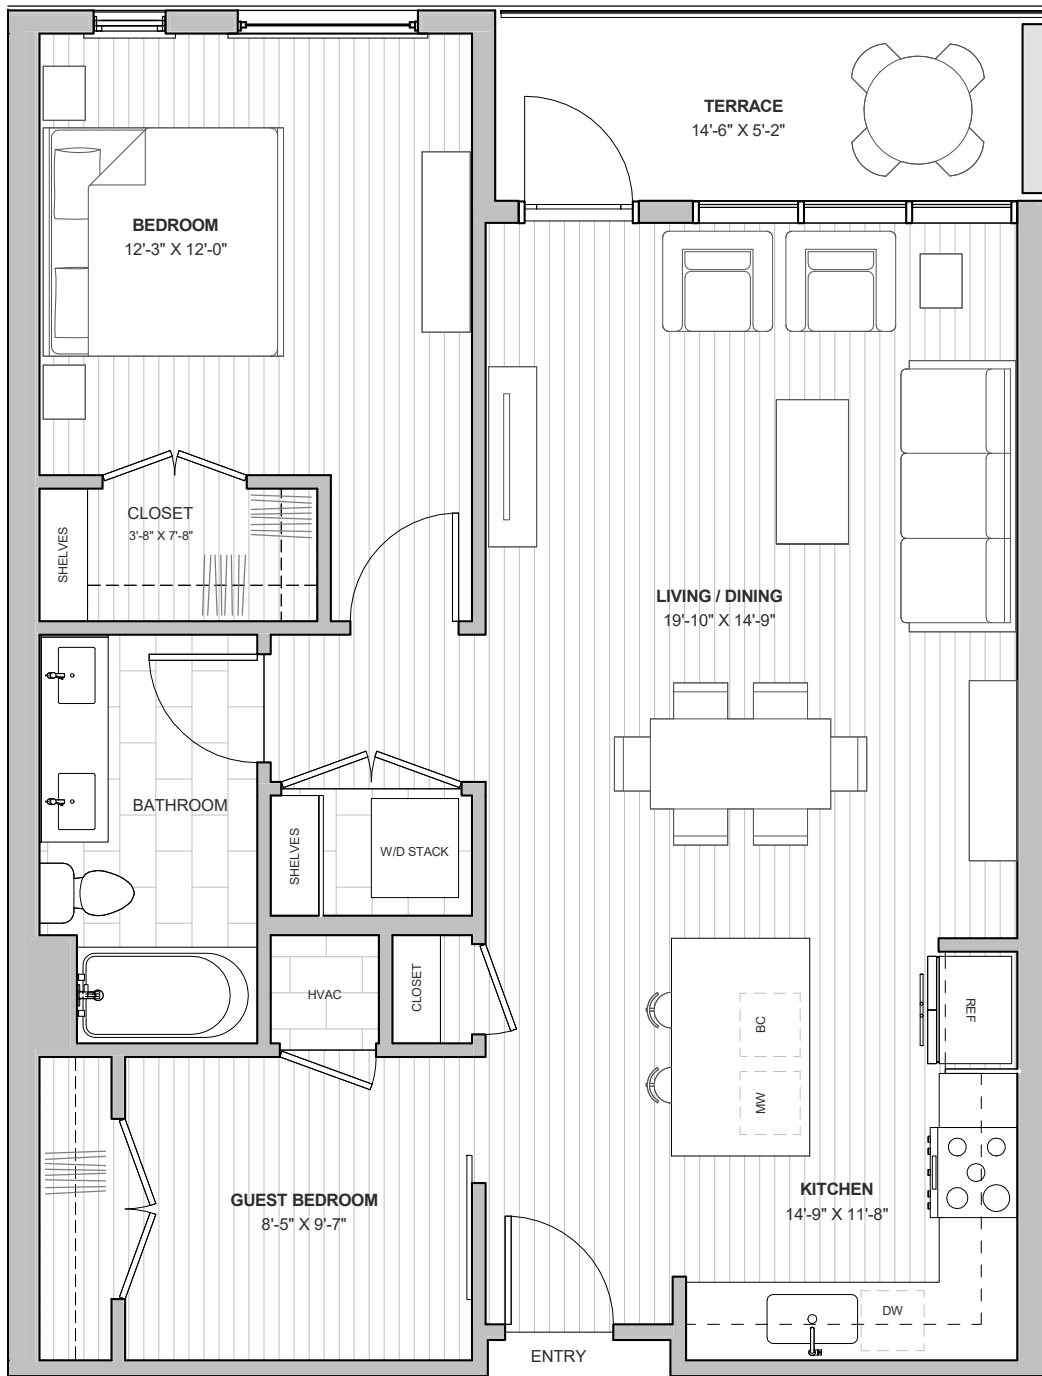 TERRACE
14'-6" X 5'-2"
BEDROOM
12'-3" X 12'-0"
CLOSET
3'-8" X 7'-8"
SHELVES
LIVING / DINING
19'-10" X 14'-9"
BATHROOM
SHELVES
W/D STACK
HVAC
CLOSET
BC
MW
REF
GUEST BEDROOM
8'-5" X 9'-7"
KITCHEN
14'-9" X 11'-8"
DW
ENTRY